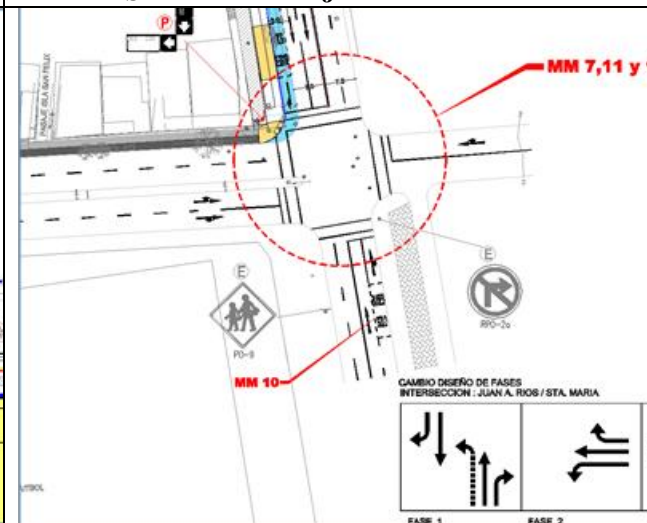 P
PASAJE ISLA SAN FELIX
MM 7,11 y
E
E
RPO-2a
PO-9
MM 10
CAMBIO DISEÑO DE FASES
INTERSECCION : JUAN A. RIOS / STA. MARIA
FASE 1
FASE 2